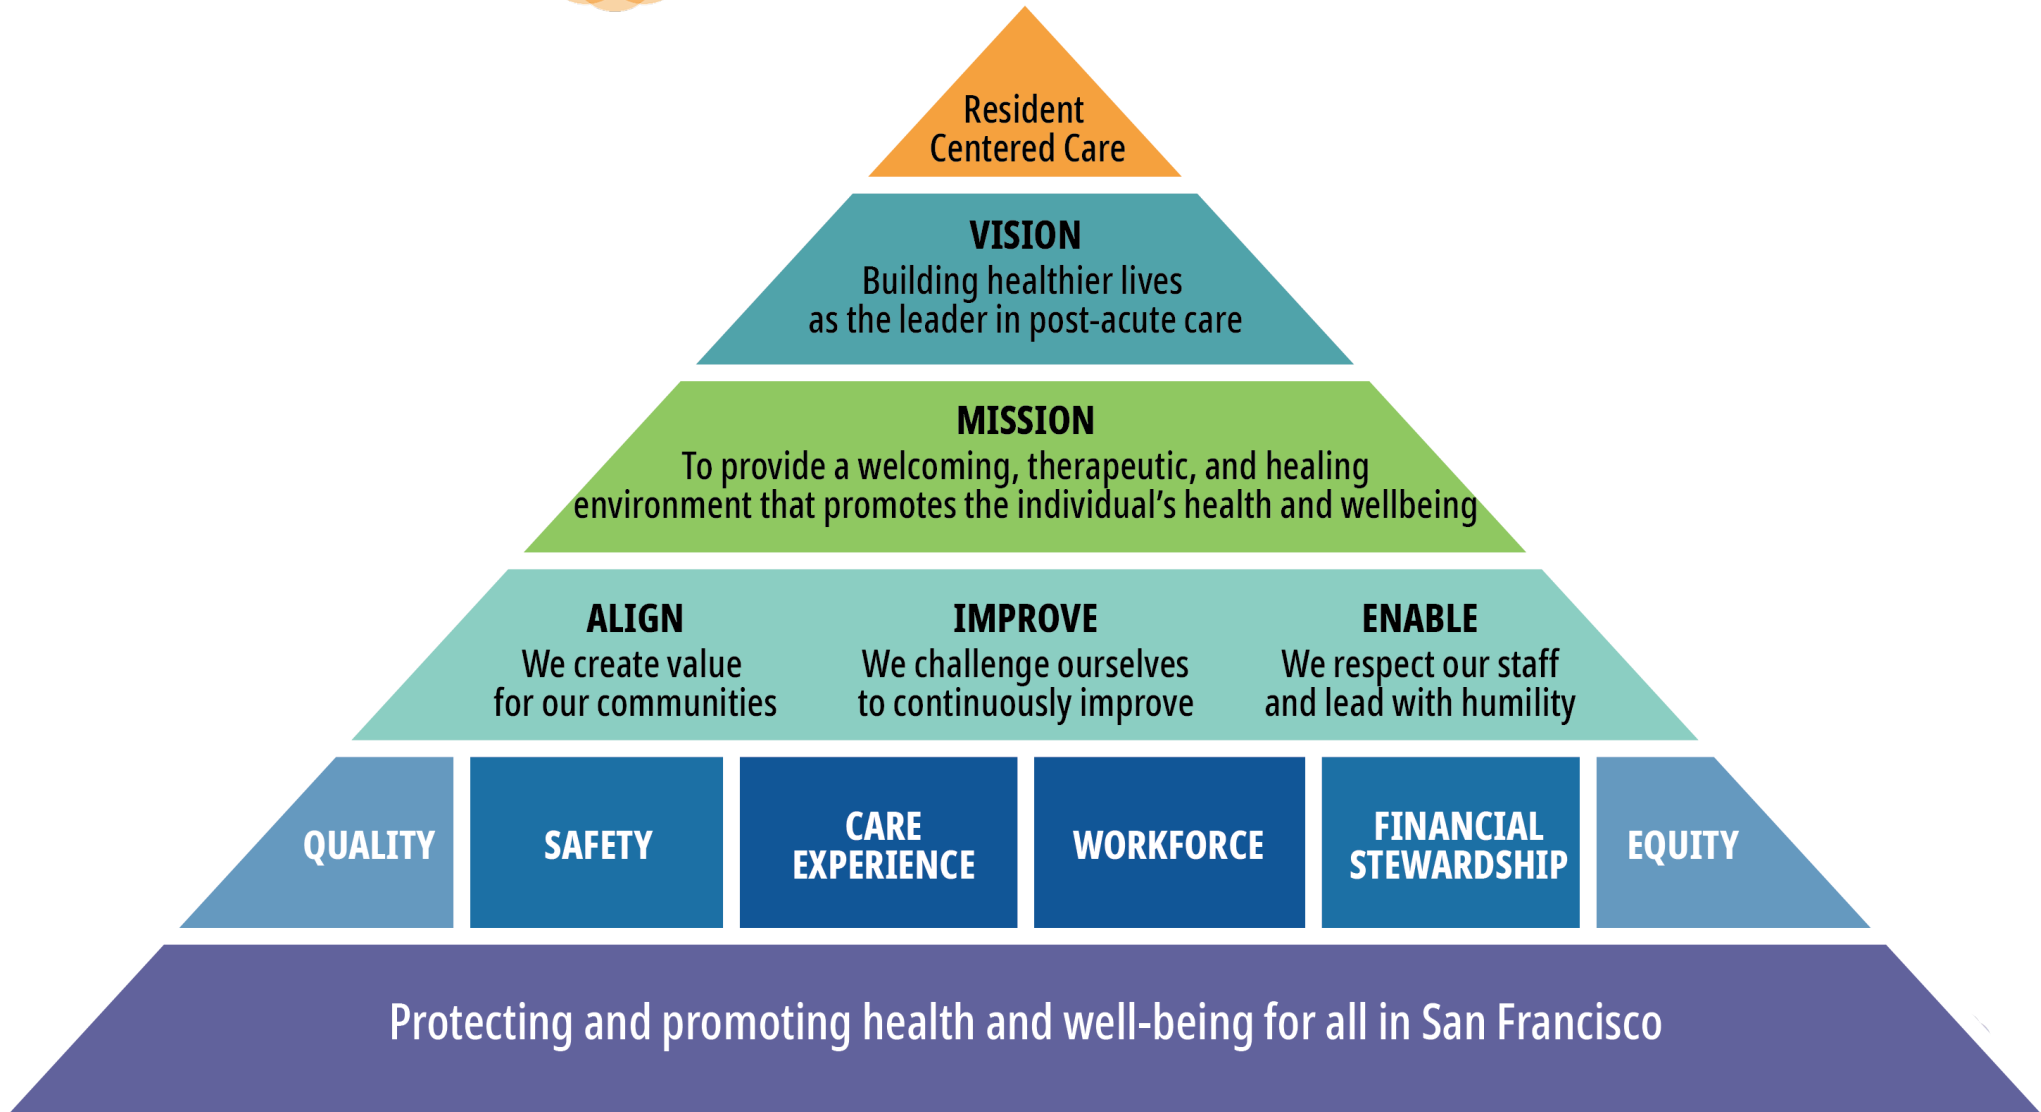 Resident
Centered Care
VISION
Building healthier lives
as the leader in post-acute care
MISSION
To provide a welcoming, therapeutic, and healing
environment that promotes the individual’s health and wellbeing
ALIGN
We create value
for our communities
IMPROVE
We challenge ourselves
to continuously improve
ENABLE
We respect our staff
and lead with humility
QUALITY
SAFETY
CARE
EXPERIENCE
WORKFORCE
FINANCIAL
STEWARDSHIP
EQUITY
Protecting and promoting health and well-being for all in San Francisco